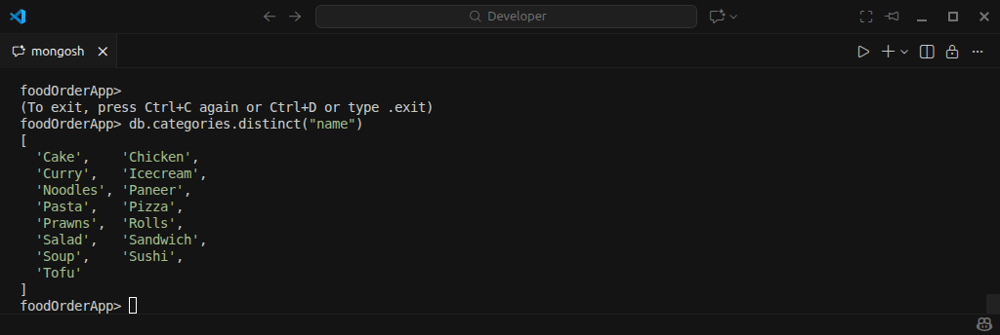 Developer
mongosh
foodOrderApp>
(To exit, press Ctrl+C again or Ctrl+D or type .exit)
foodOrderApp> db.categories.distinct("name")
[
  'Cake',    'Chicken',
  'Curry',   'Icecream',
  'Noodles', 'Paneer',
  'Pasta',   'Pizza',
  'Prawns',  'Rolls',
  'Salad',   'Sandwich',
  'Soup',    'Sushi',
  'Tofu'
]
foodOrderApp>